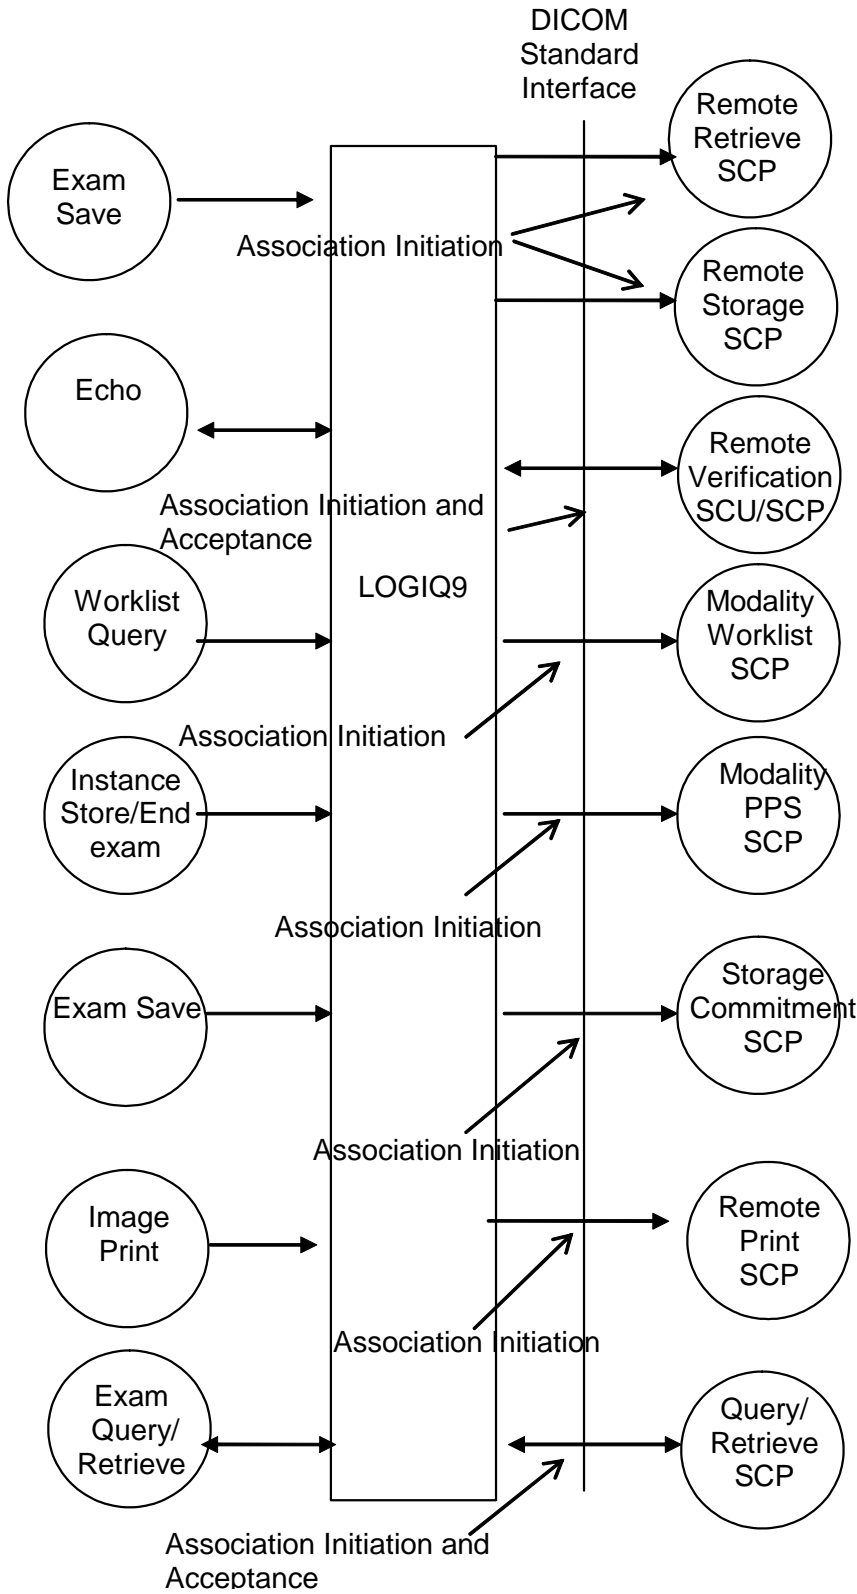 DICOM
Standard
Interface
Remote
Retrieve
SCP
Exam
Save
Association Initiation
Remote
Storage
SCP
Echo
Remote
Verification
SCU/SCP
Association Initiation and
Acceptance
LOGIQ9
Worklist
Query
Modality
Worklist
SCP
Association Initiation
Instance
Store/End
exam
Modality
PPS
SCP
Association Initiation
Exam Save
Storage
Commitment
SCP
Association Initiation
Image
Print
Remote
Print
SCP
Association Initiation
Exam
Query/
Retrieve
Query/
Retrieve
SCP
Association Initiation and
Acceptance